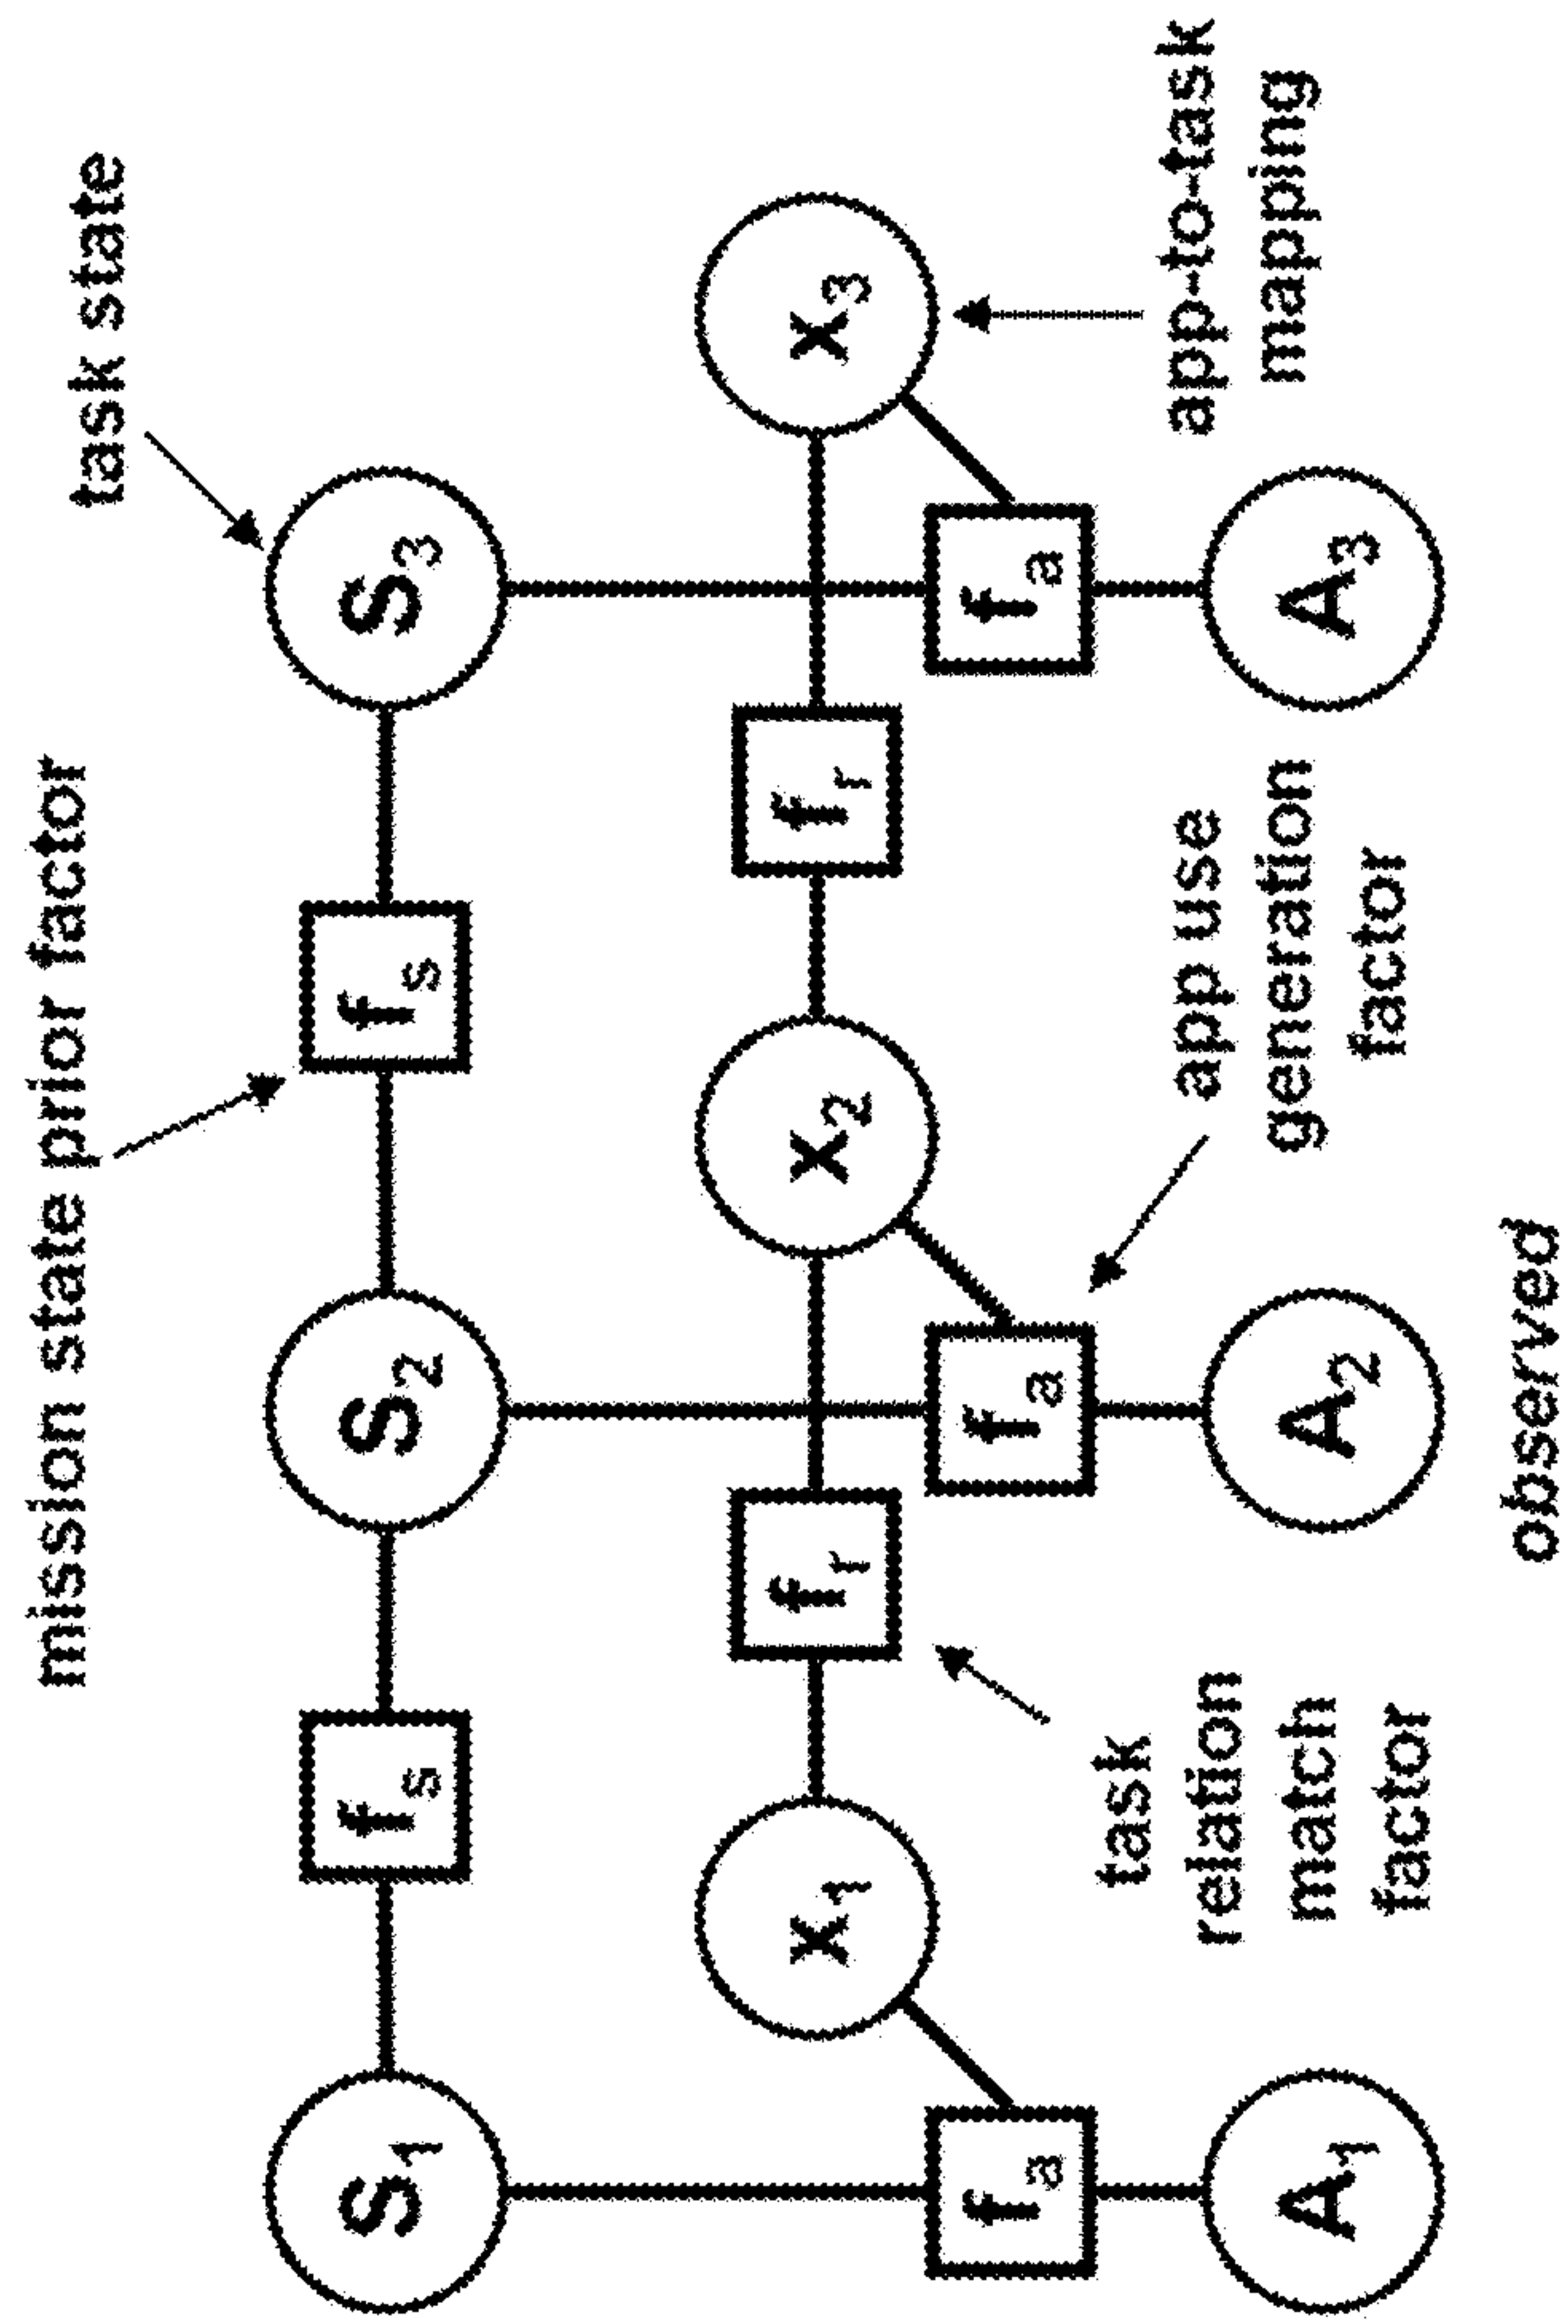 mission state prior factor
task state
S1
fs
S2
fs
S3
x1
fr
x2
fr
x3
fa
fa
fa
task
relation
match
factor
app use
generation
factor
app-to-task
mapping
A1
A2
A3
observed